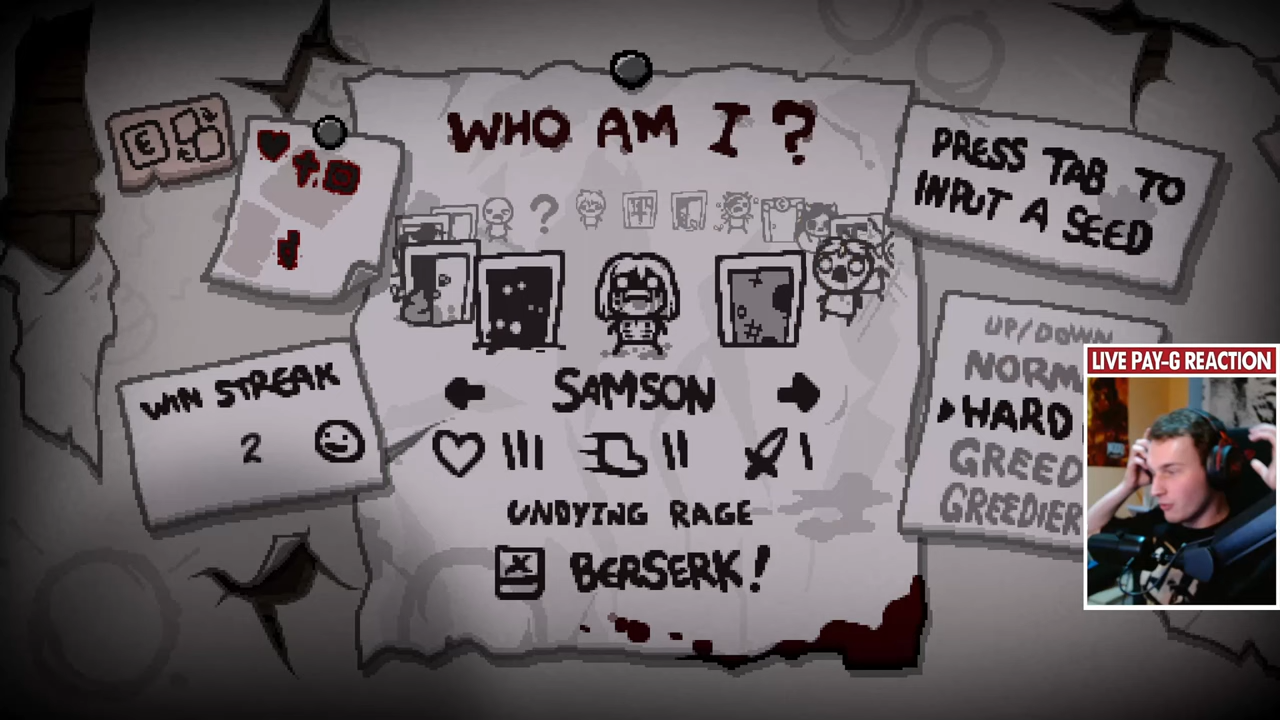 WHO AM I?
PRESS TAB TO
INPUT A SEED
WIN STREAK
2
UP/DOWN
NORM
HARD
GREED
GREEDIER
SAMSON
UNDYING RAGE
BERSERK!
LIVE PAY-G REACTION